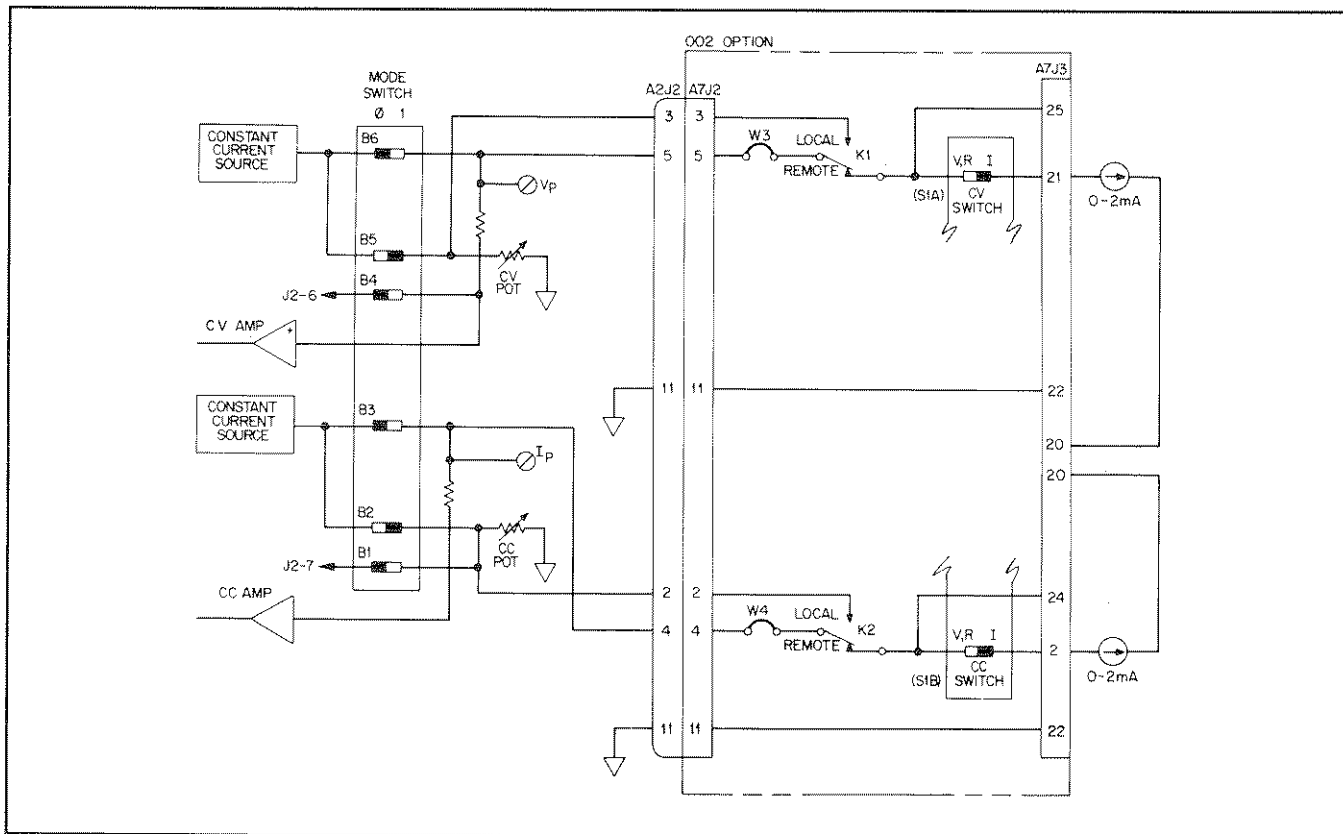 002 OPTION
MODE
SWITCH
Ø 1
A2J2 A7J2
A7J3
CONSTANT
CURRENT
SOURCE
B6
3 3
5 5
W3
LOCAL
REMOTE
K1
25
V,R I
21
(S1A)
CV
SWITCH
0-2mA
Vp
B5
B4
J2-6
CV
POT
CV AMP
+
11 11
22
CONSTANT
CURRENT
SOURCE
B3
Ip
20
20
B2
B1
J2-7
CC
POT
CC AMP
2 2
4 4
W4
LOCAL
REMOTE
K2
24
V,R I
2
(S1B)
CC
SWITCH
0-2mA
11 11
22